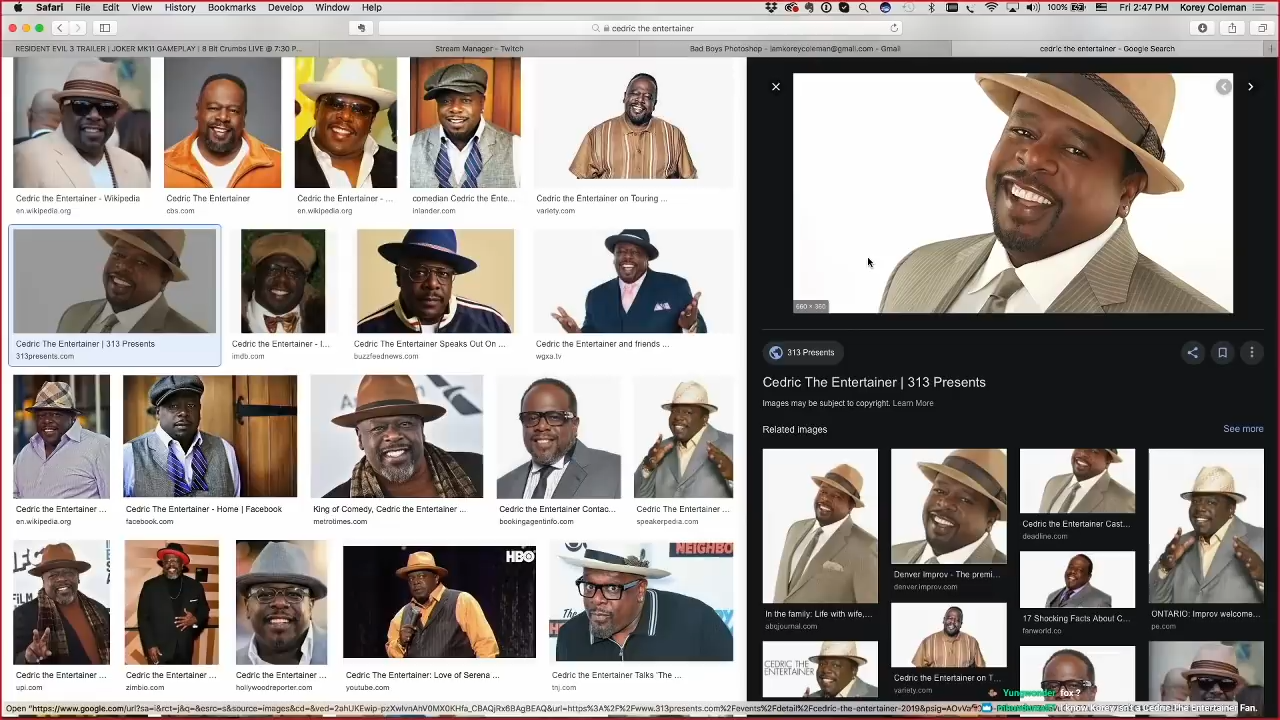 Safari File Edit View History Bookmarks Develop Window Help
100% Fri 2:47 PM Korey Coleman
cedric the entertainer
RESIDENT EVIL 3 TRAILER | JOKER MK11 GAMEPLAY | 8 Bit Crumbs LIVE @ 7:30 P...
Stream Manager - Twitch
Bad Boys Photoshop - iamkoreycoleman@gmail.com - Gmail
cedric the entertainer - Google Search
Cedric the Entertainer - Wikipedia
en.wikipedia.org
Cedric The Entertainer
cbs.com
Cedric the Entertainer - ...
en.wikipedia.org
comedian Cedric the Ente...
inlander.com
Cedric the Entertainer on Touring ...
variety.com
Cedric The Entertainer | 313 Presents
313presents.com
Cedric the Entertainer - I...
imdb.com
Cedric The Entertainer Speaks Out On ...
buzzfeednews.com
Cedric the Entertainer and friends ...
wgxa.tv
Cedric the Entertainer ...
en.wikipedia.org
Cedric The Entertainer - Home | Facebook
facebook.com
King of Comedy, Cedric the Entertainer ...
metrotimes.com
Cedric the Entertainer Contac...
bookingagentinfo.com
Cedric The Entertainer ...
speakerpedia.com
HBO
NEIGHBO
The
Cedric the Entertainer ...
upi.com
Cedric the Entertainer ...
zimbio.com
Cedric the Entertainer ...
hollywoodreporter.com
Cedric the Entertainer: Love of Serena ...
youtube.com
Cedric the Entertainer Talks 'The ...
tnj.com
660 × 360
313 Presents
Cedric The Entertainer | 313 Presents
Images may be subject to copyright. Learn More
Related images
See more
In the family: Life with wife,...
abqjournal.com
Denver Improv - The premi...
denver.improv.com
Cedric the Entertainer Cast...
deadline.com
17 Shocking Facts About C...
fanworld.co
ONTARIO: Improv welcome...
pe.com
CEDRIC THE
ENTERTAINER
Cedric the Entertainer on T...
variety.com
Yungwonder fox ?
Cedric The Entertainer Fan.